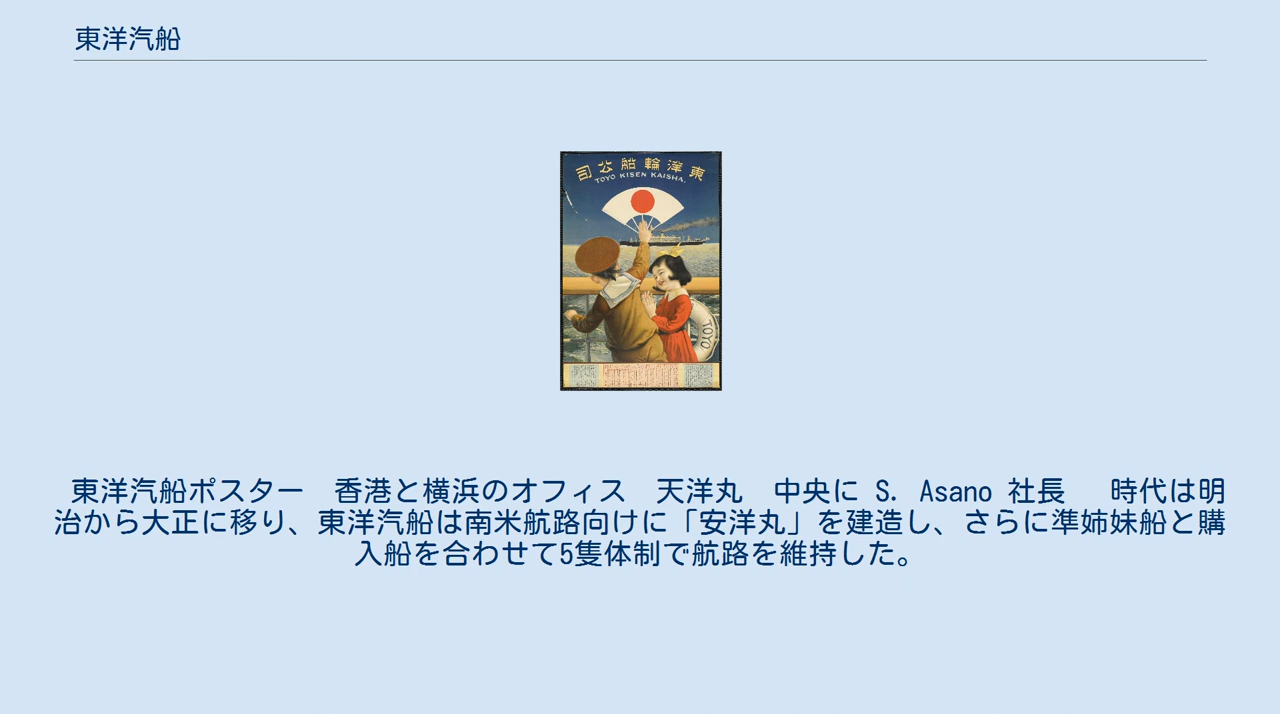 東洋汽船
司公船輪洋東
TOYO KISEN KAISHA.
TOYO
東洋汽船ポスター　香港と横浜のオフィス　天洋丸　中央に S. Asano 社長　 時代は明
治から大正に移り、東洋汽船は南米航路向けに「安洋丸」を建造し、さらに準姉妹船と購
入船を合わせて5隻体制で航路を維持した。